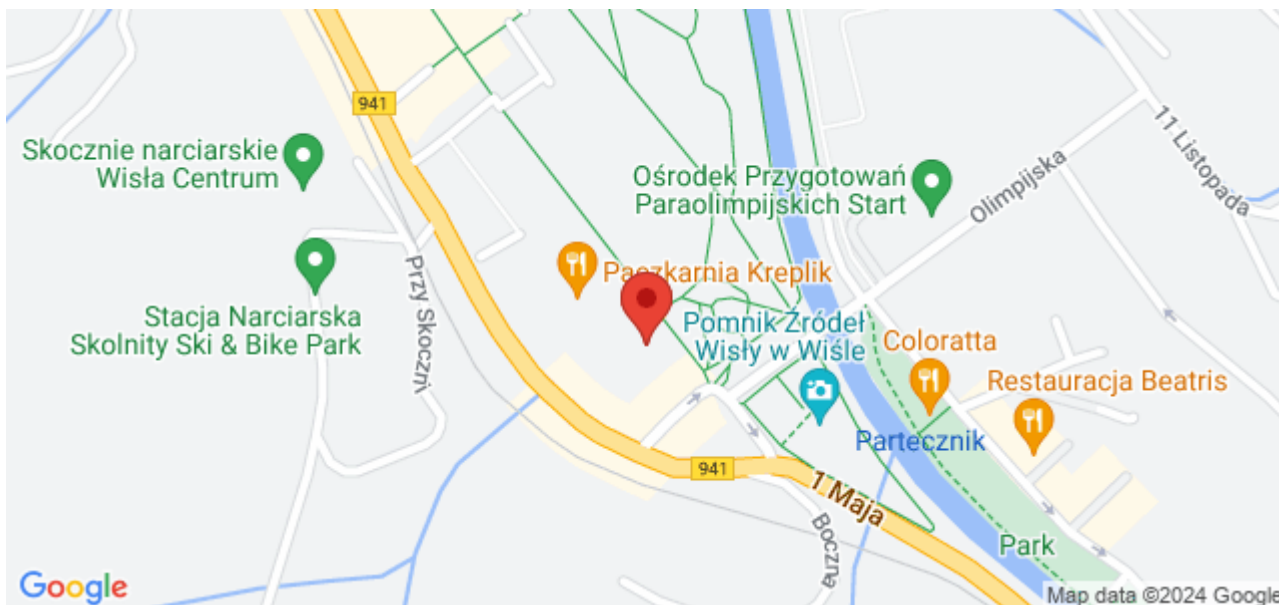 941
Skocznie narciarskie
Wisła Centrum
Ośrodek Przygotowań
Paraolimpijskich Start
11 Listopada
Olimpijska
Przy Skoczni
Paczkarnia Kreplik
Stacja Narciarska
Skolnity Ski & Bike Park
Pomnik Źródeł
Wisły w Wiśle
Coloratta
Restauracja Beatris
Partecznik
941
1 Maja
Boczna
Park
Google
Map data ©2024 Google